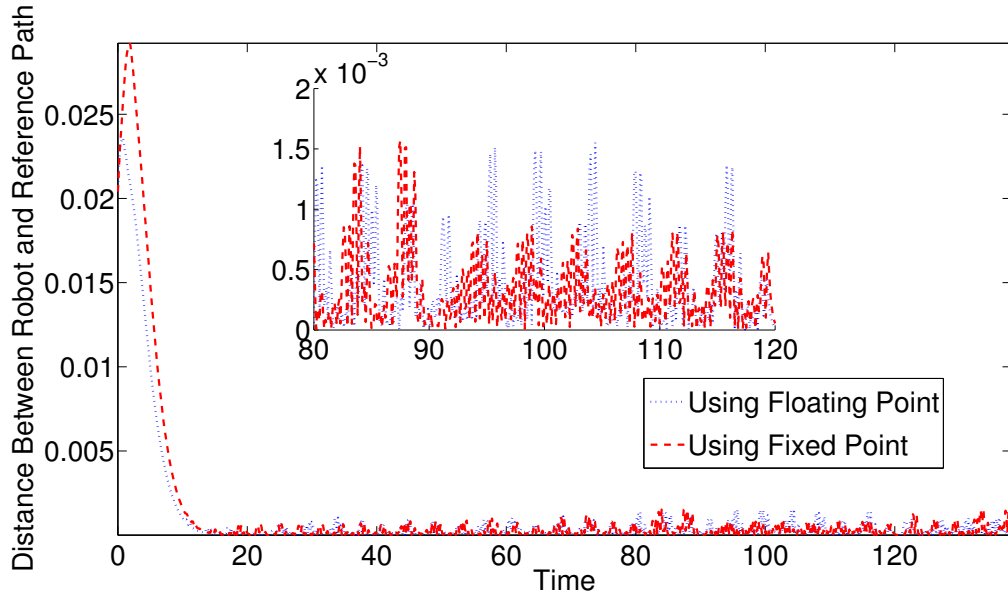 Distance Between Robot and Reference Path
0.025
0.02
0.015
0.01
0.005
0 20 40 60 80 100 120
Time
x 10-3
2
1.5
1
0.5
0
80 90 100 110 120
Using Floating Point
Using Fixed Point